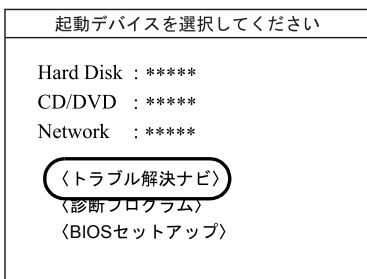 起動デバイスを選択してください
Hard Disk : *****
CD/DVD : *****
Network : *****
〈トラブル解決ナビ〉
〈診断プログラム〉
〈BIOSセットアップ〉